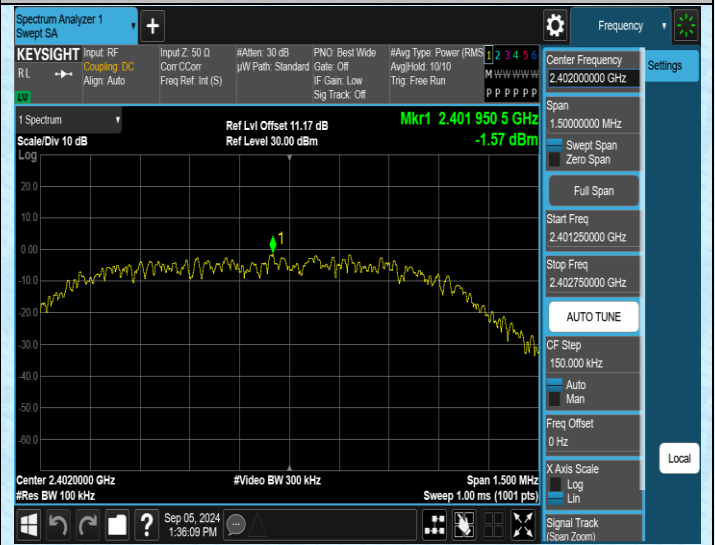 Spectrum Analyzer 1
Swept SA
Frequency
KEYSIGHT
RL
LXI
Input: RF
Coupling: DC
Align: Auto
Input Z: 50 Ω
Corr CCorr
Freq Ref: Int (S)
#Atten: 30 dB
µW Path: Standard
PNO: Best Wide
Gate: Off
IF Gain: Low
Sig Track: Off
#Avg Type: Power (RMS
Avg|Hold: 10/10
Trig: Free Run
1 2 3 4 5 6
M W W W W W
P P P P P P
Settings
1 Spectrum
Scale/Div 10 dB
Log
Ref Lvl Offset 11.17 dB
Ref Level 30.00 dBm
Mkr1 2.401 950 5 GHz
-1.57 dBm
20.0
10.0
0.00
-10.0
-20.0
-30.0
-40.0
-50.0
-60.0
1
Center 2.4020000 GHz
#Res BW 100 kHz
#Video BW 300 kHz
Span 1.500 MHz
Sweep 1.00 ms (1001 pts)
Center Frequency
2.402000000 GHz
Span
1.50000000 MHz
Swept Span
Zero Span
Full Span
Start Freq
2.401250000 GHz
Stop Freq
2.402750000 GHz
AUTO TUNE
CF Step
150.000 kHz
Auto
Man
Freq Offset
0 Hz
X Axis Scale
Log
Lin
Signal Track
(Span Zoom)
Local
?
Sep 05, 2024
1:36:09 PM